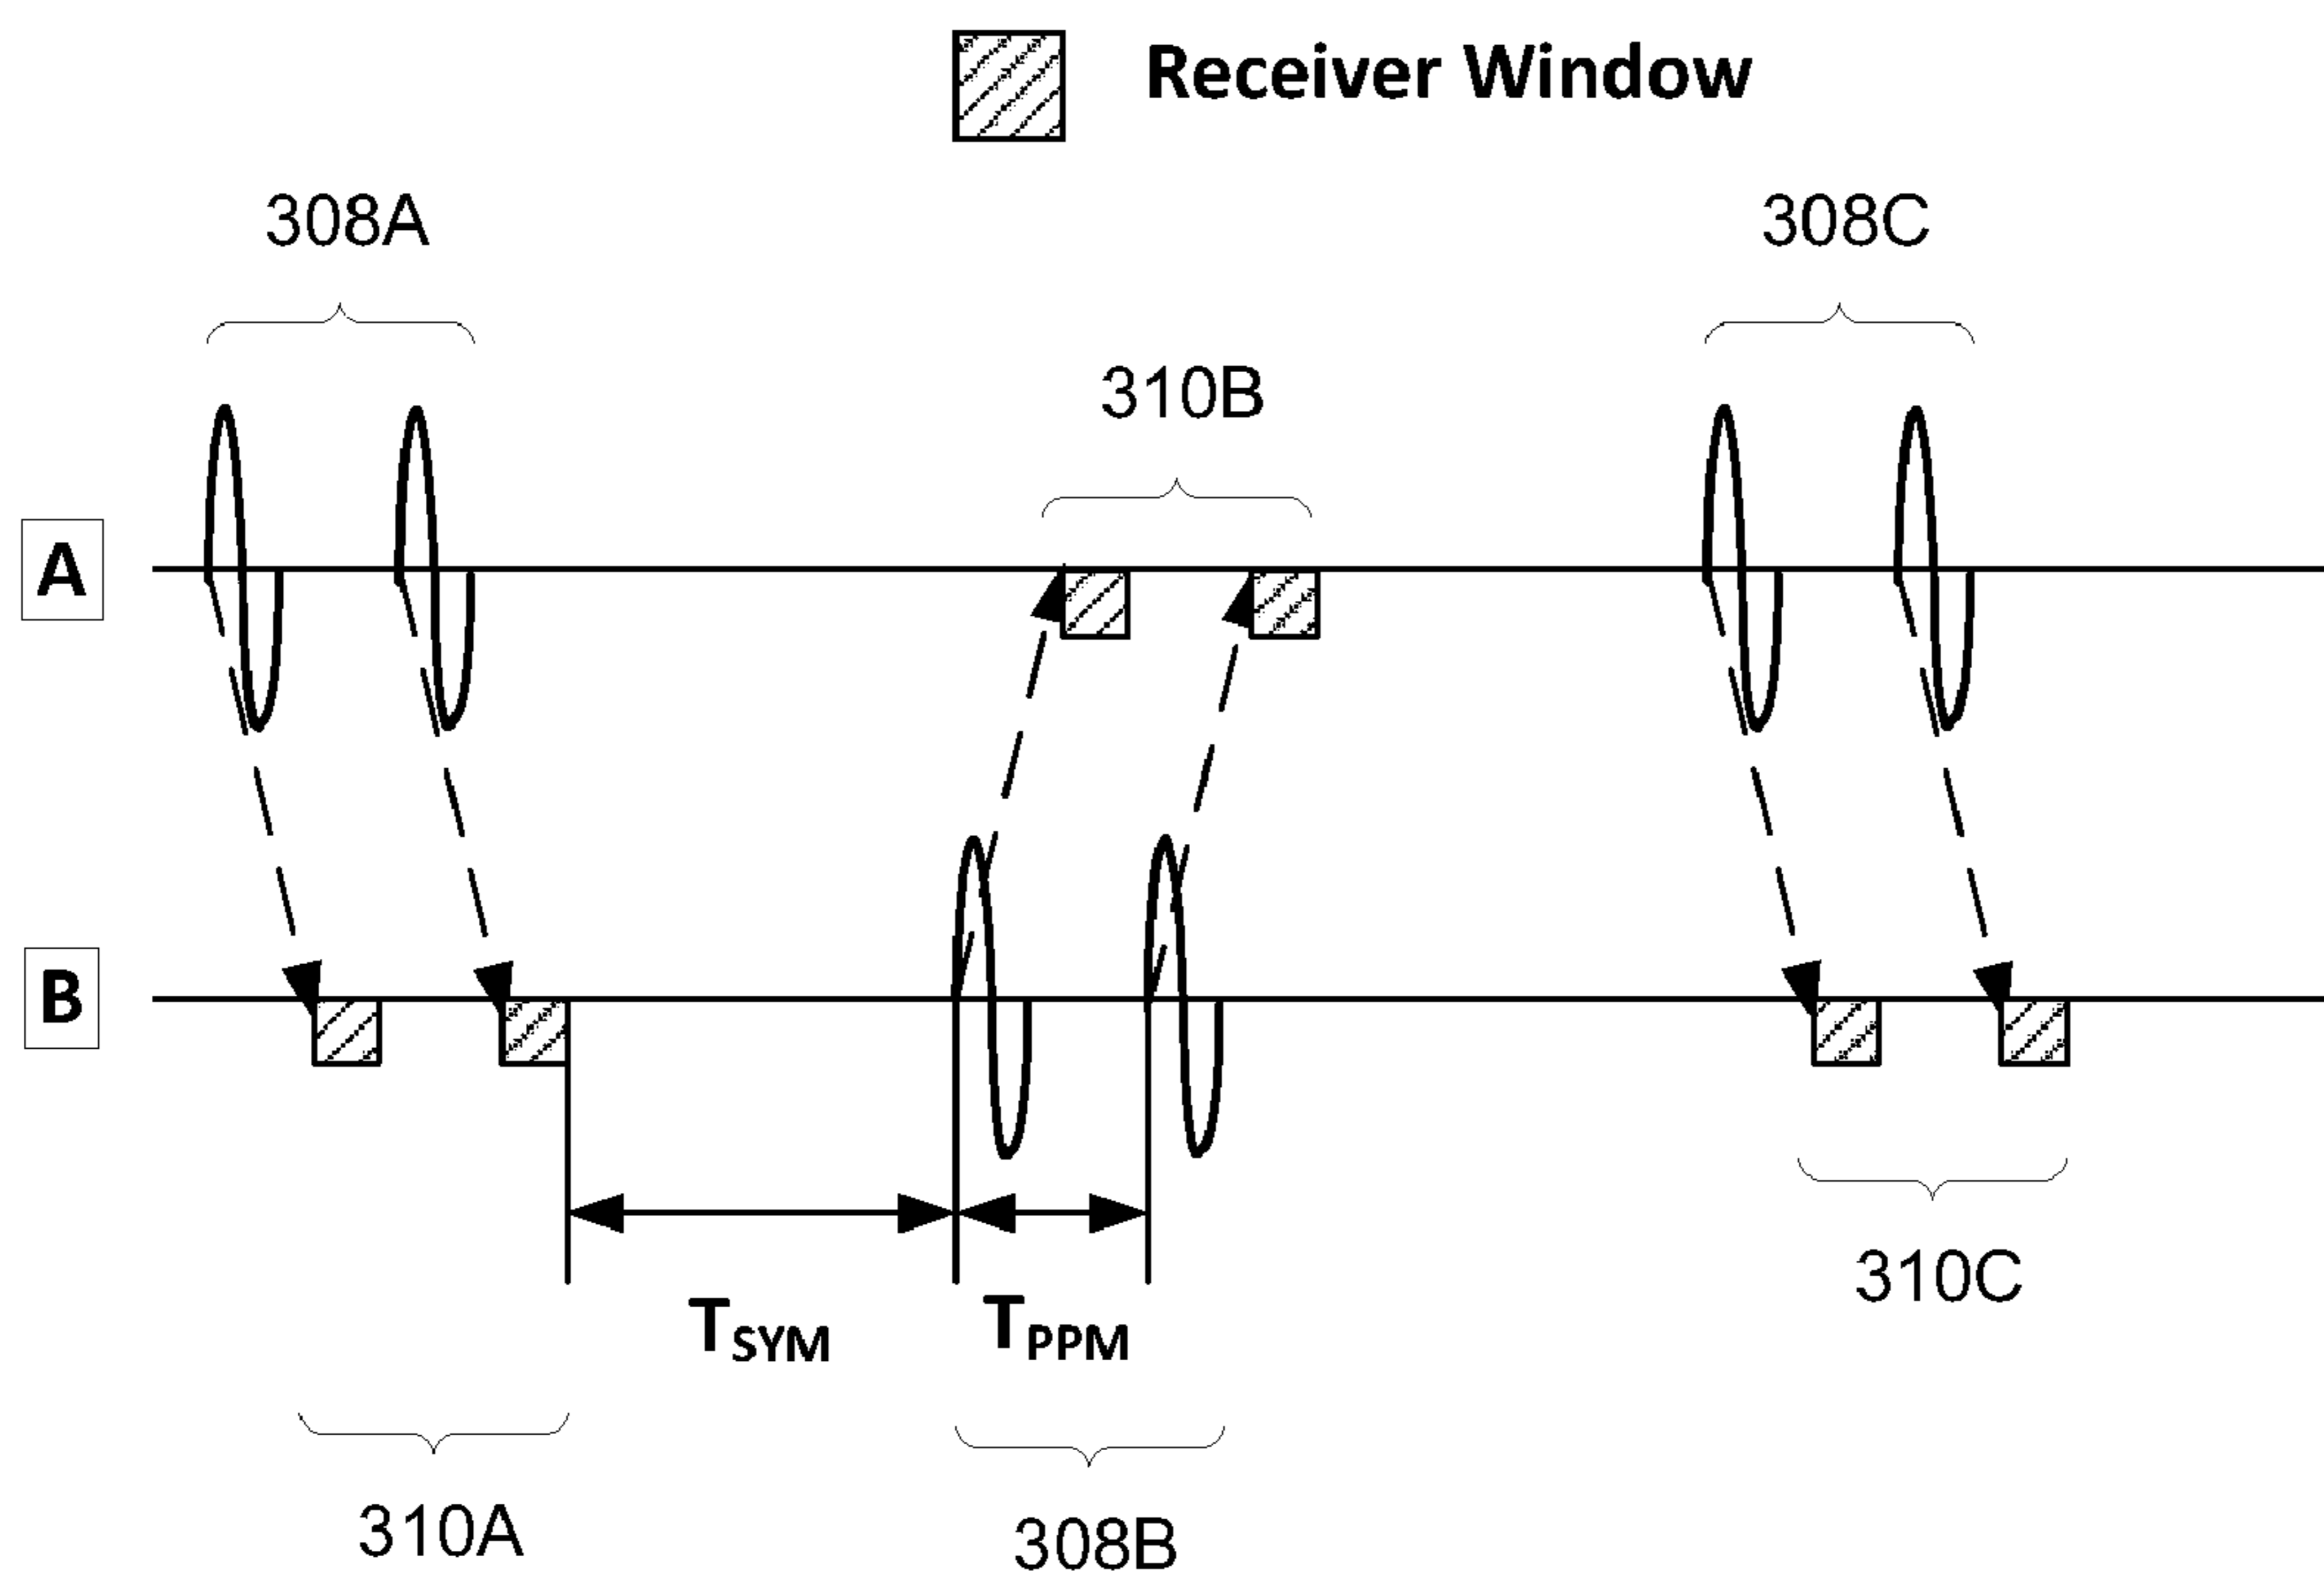 Receiver Window
308A
308C
310B
A
B
310C
TSYM
TPPM
310A
308B